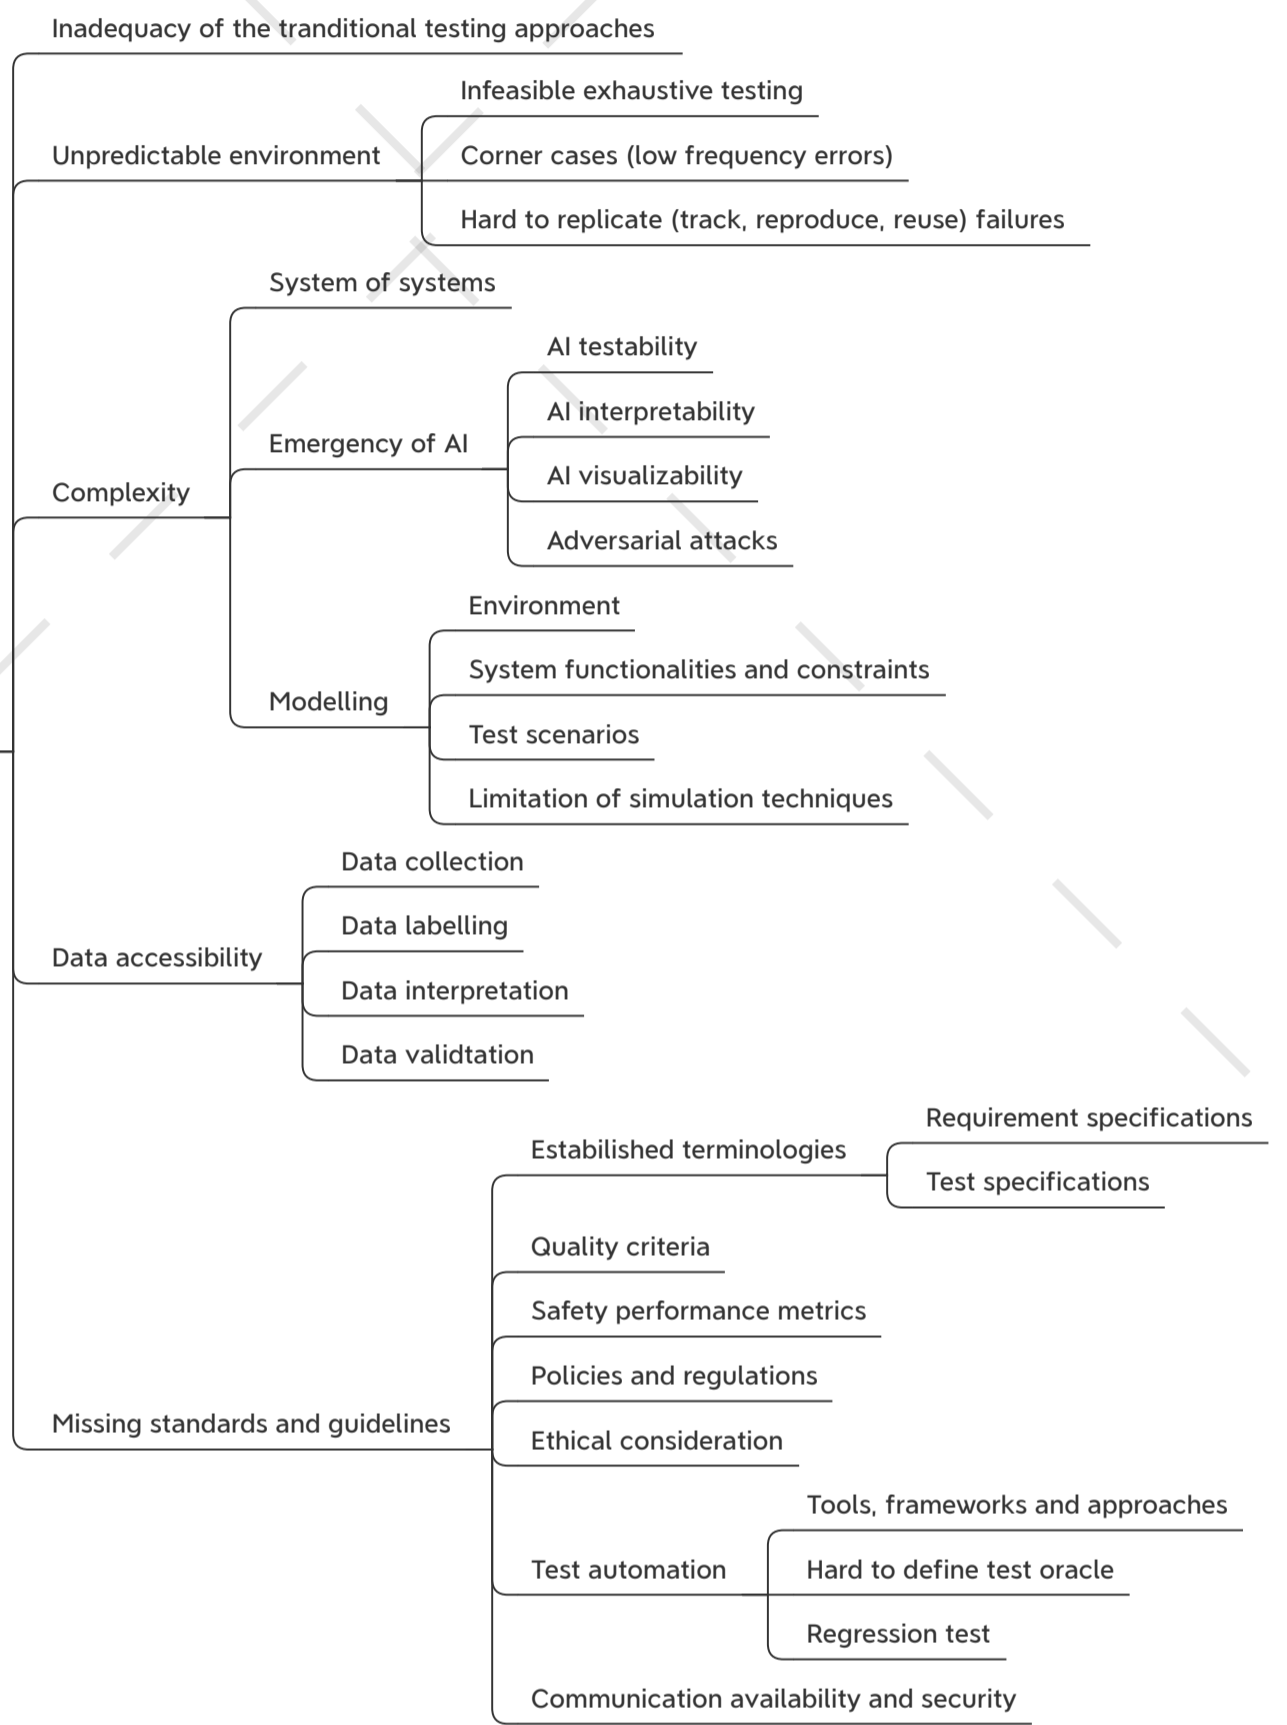 Inadequacy of the tranditional testing approaches
Unpredictable environment
Infeasible exhaustive testing
Corner cases (low frequency errors)
Hard to replicate (track, reproduce, reuse) failures
Complexity
System of systems
Emergency of AI
AI testability
AI interpretability
AI visualizability
Adversarial attacks
Modelling
Environment
System functionalities and constraints
Test scenarios
Limitation of simulation techniques
Data accessibility
Data collection
Data labelling
Data interpretation
Data validtation
Missing standards and guidelines
Estabilished terminologies
Requirement specifications
Test specifications
Quality criteria
Safety performance metrics
Policies and regulations
Ethical consideration
Test automation
Tools, frameworks and approaches
Hard to define test oracle
Regression test
Communication availability and security